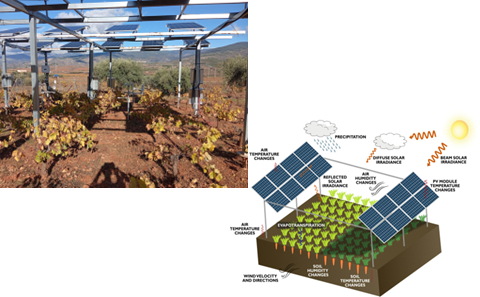 PRECIPITATION
AIR
TEMPERATURE
CHANGES
DIFFUSE SOLAR
IRRADIANCE
BEAM SOLAR
IRRADIANCE
REFLECTED
SOLAR
IRRADIANCE
AIR
HUMIDITY
CHANGES
PV MODULE
TEMPERATURE
CHANGES
EVAPOTRANSPIRATION
AIR
TEMPERATURE
CHANGES
SOIL
HUMIDITY
CHANGES
WIND VELOCITY
AND DIRECTIONS
SOIL
TEMPERATURE
CHANGES